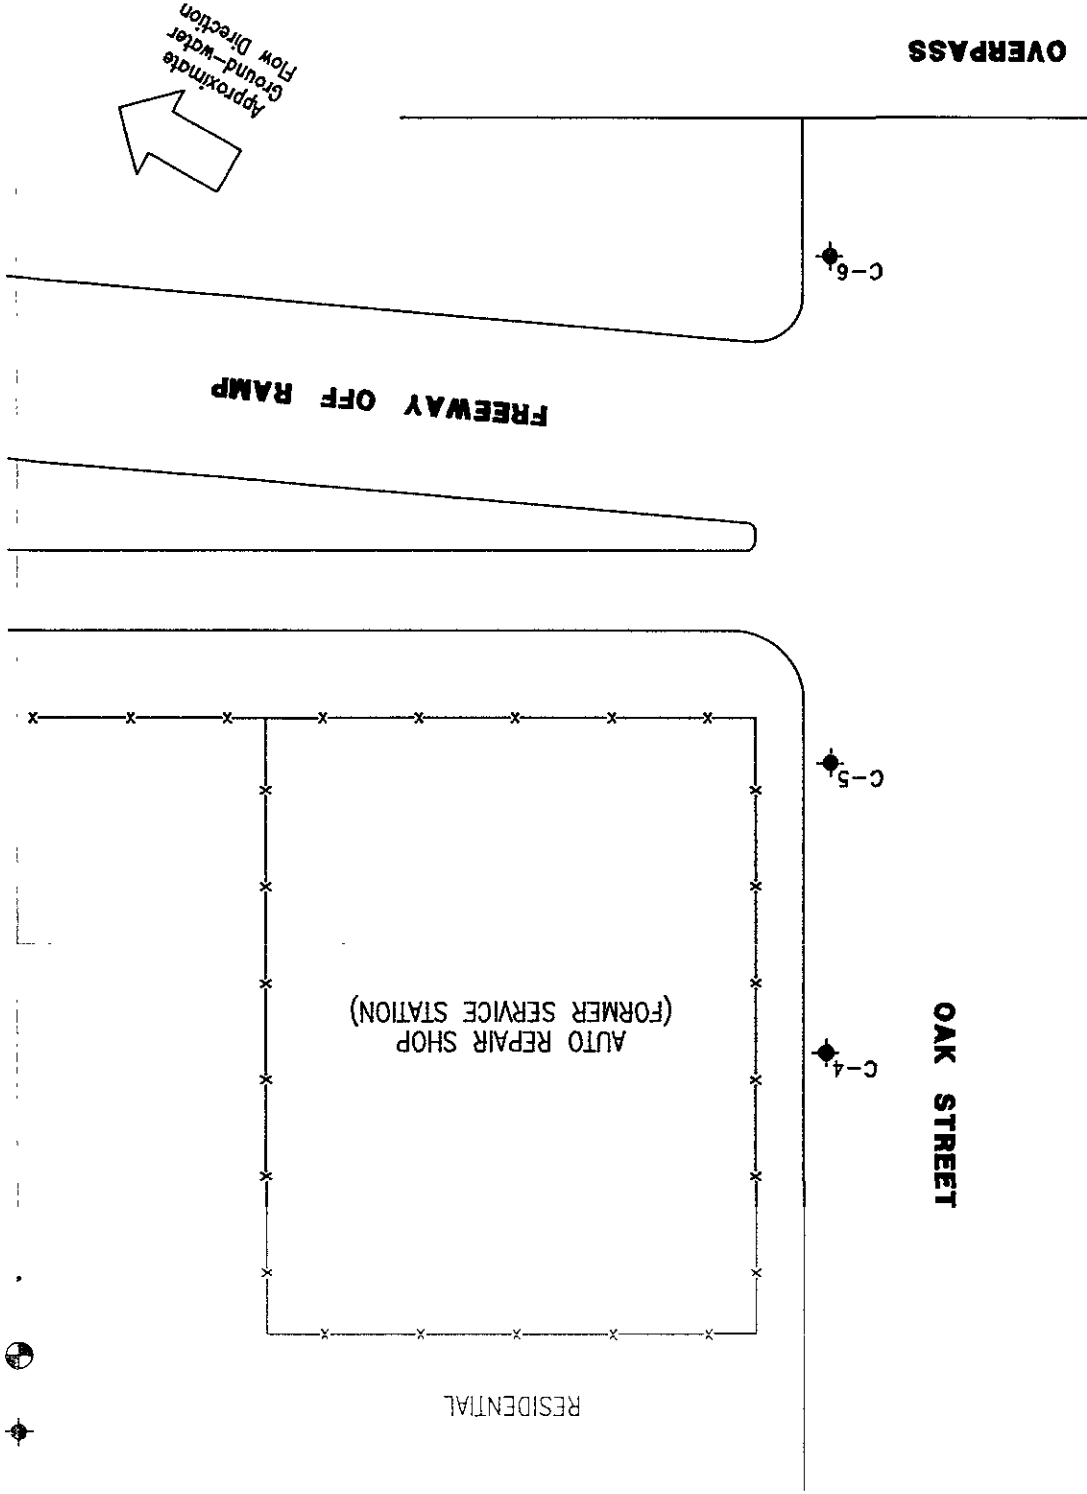 RESIDENTIAL
OAK STREET
C-4
AUTO REPAIR SHOP
(FORMER SERVICE STATION)
C-5
FREEWAY OFF RAMP
C-6
OVERPASS
Approximate
Ground-water
Flow Direction